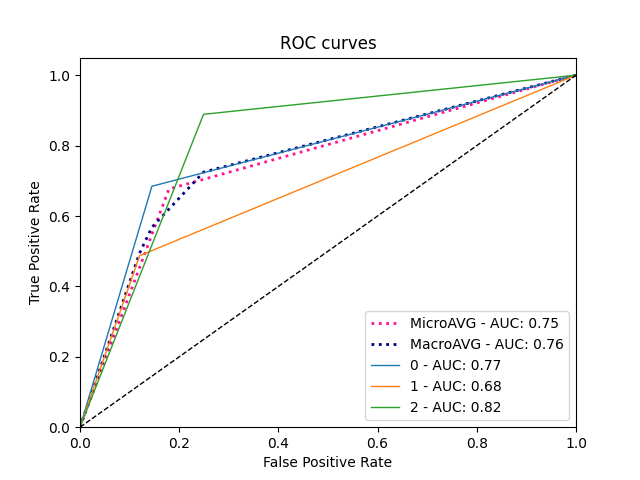 ROC curves
True Positive Rate
1.0
0.8
0.6
0.4
0.2
0.0
MicroAVG - AUC: 0.75
MacroAVG - AUC: 0.76
0 - AUC: 0.77
1 - AUC: 0.68
2 - AUC: 0.82
0.0 0.2 0.4 0.6 0.8 1.0
False Positive Rate